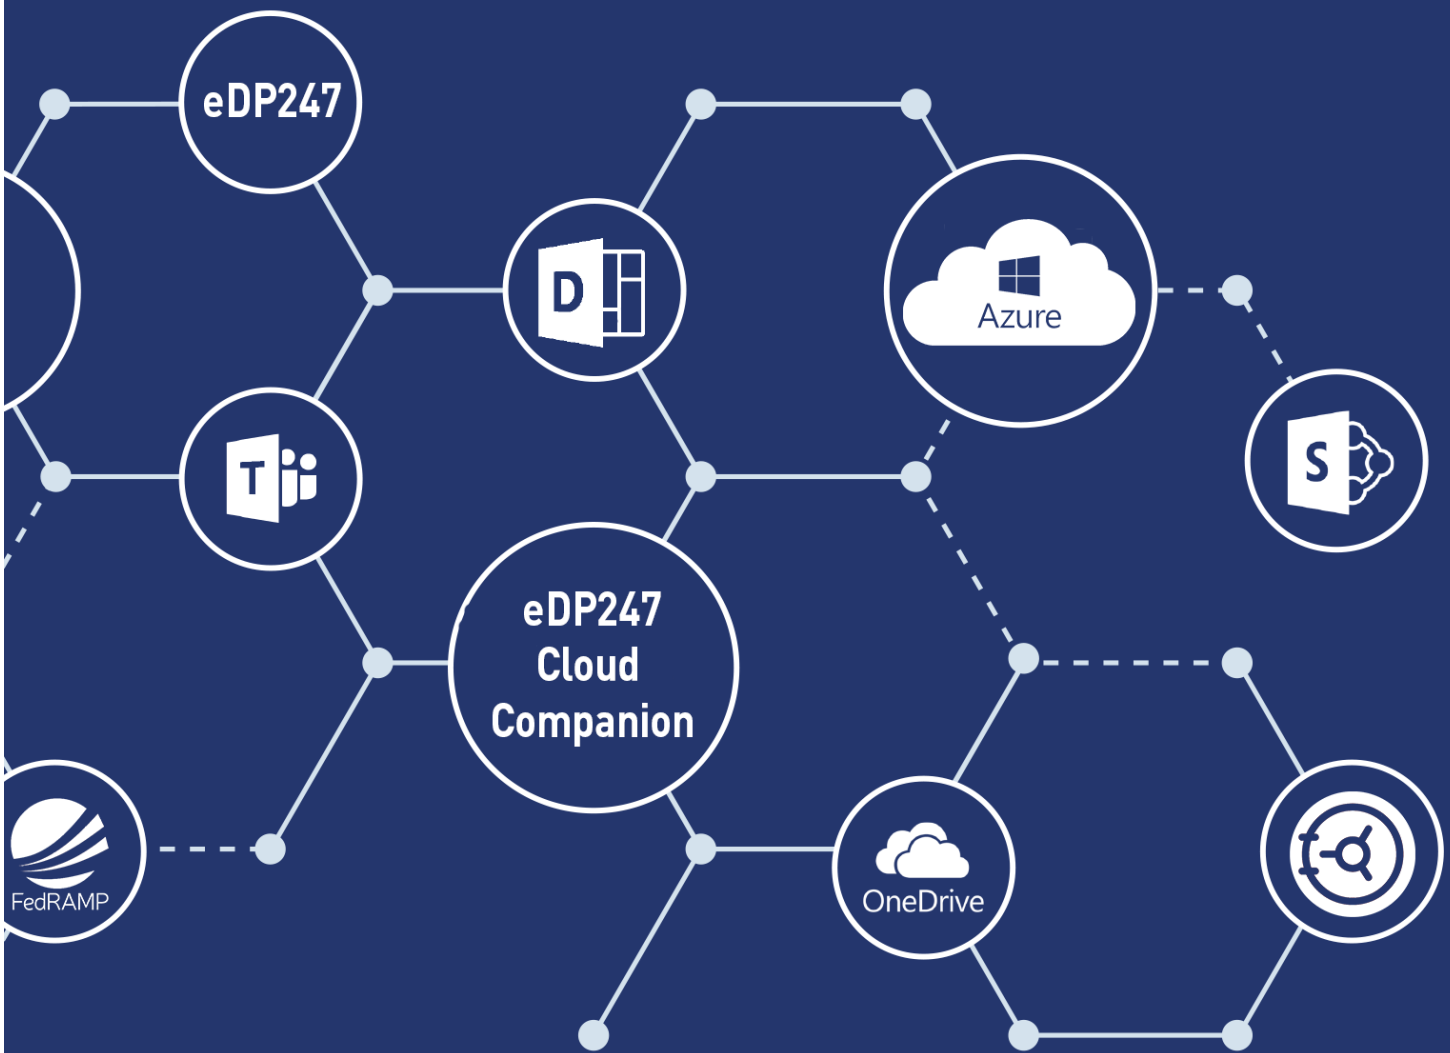 eDP247
D
Azure
T
S
eDP247
Cloud
Companion
FedRAMP
OneDrive